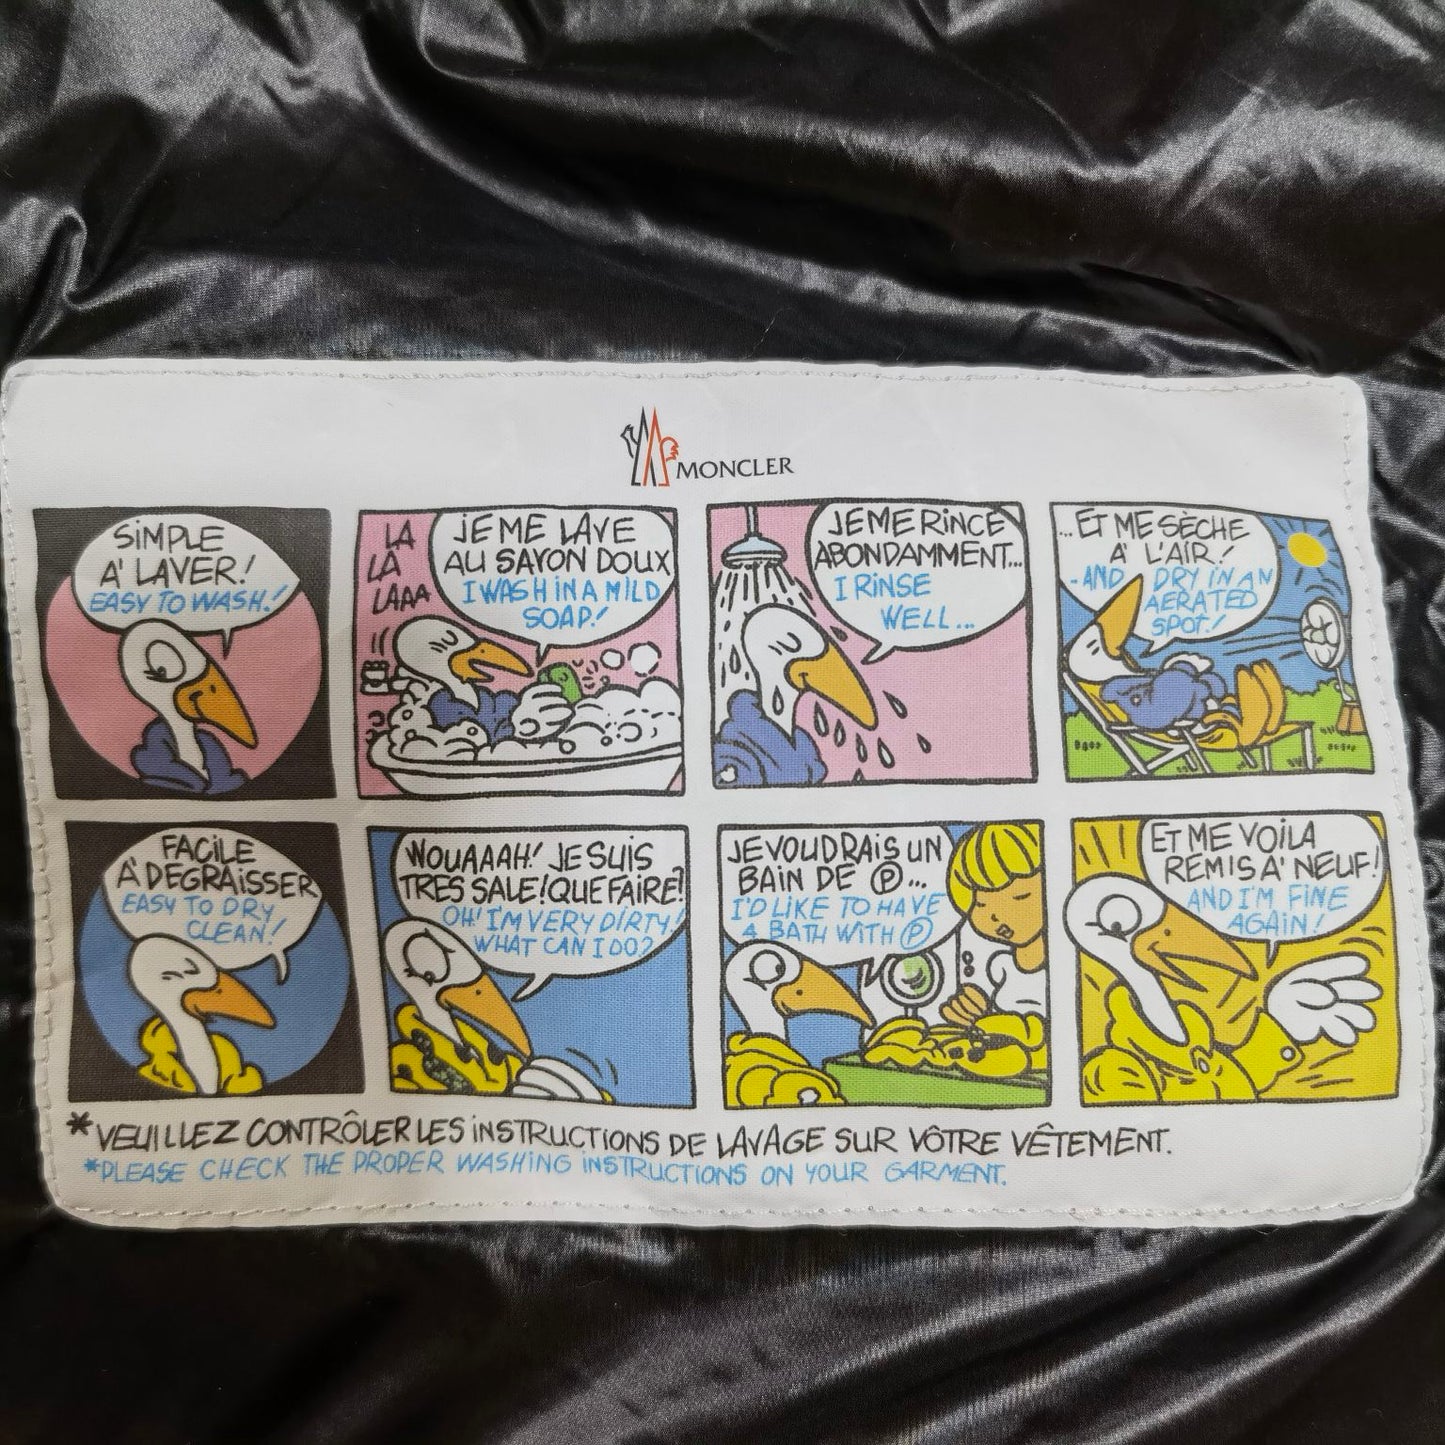 MONCLER
SIMPLE
A' LAVER!
EASY TO WASH!
LA
LÀ
LAAA
JE ME LAVE
AU SAVON DOUX
I WASH IN A MILD
SOAP!
JE ME RINCE
ABONDAMMENT...
I RINSE
WELL...
...ET ME SÈCHE
A' L'AIR!
-AND DRY IN AN
AERATED
SPOT!
FACILE
A' DEGRAISSER
EASY TO DRY
CLEAN!
WOUAAAH! JE SUIS
TRES SALE! QUE FAIRE?
OH! I'M VERY DIRTY!
WHAT CAN I DO?
JE VOUDRAIS UN
BAIN DE Ⓟ...
I'D LIKE TO HAVE
A BATH WITH Ⓟ
ET ME VOILA
REMIS A' NEUF!
AND I'M FINE
AGAIN!
*VEUILLEZ CONTRÔLER LES INSTRUCTIONS DE LAVAGE SUR VÔTRE VÊTEMENT.
*PLEASE CHECK THE PROPER WASHING INSTRUCTIONS ON YOUR GARMENT.